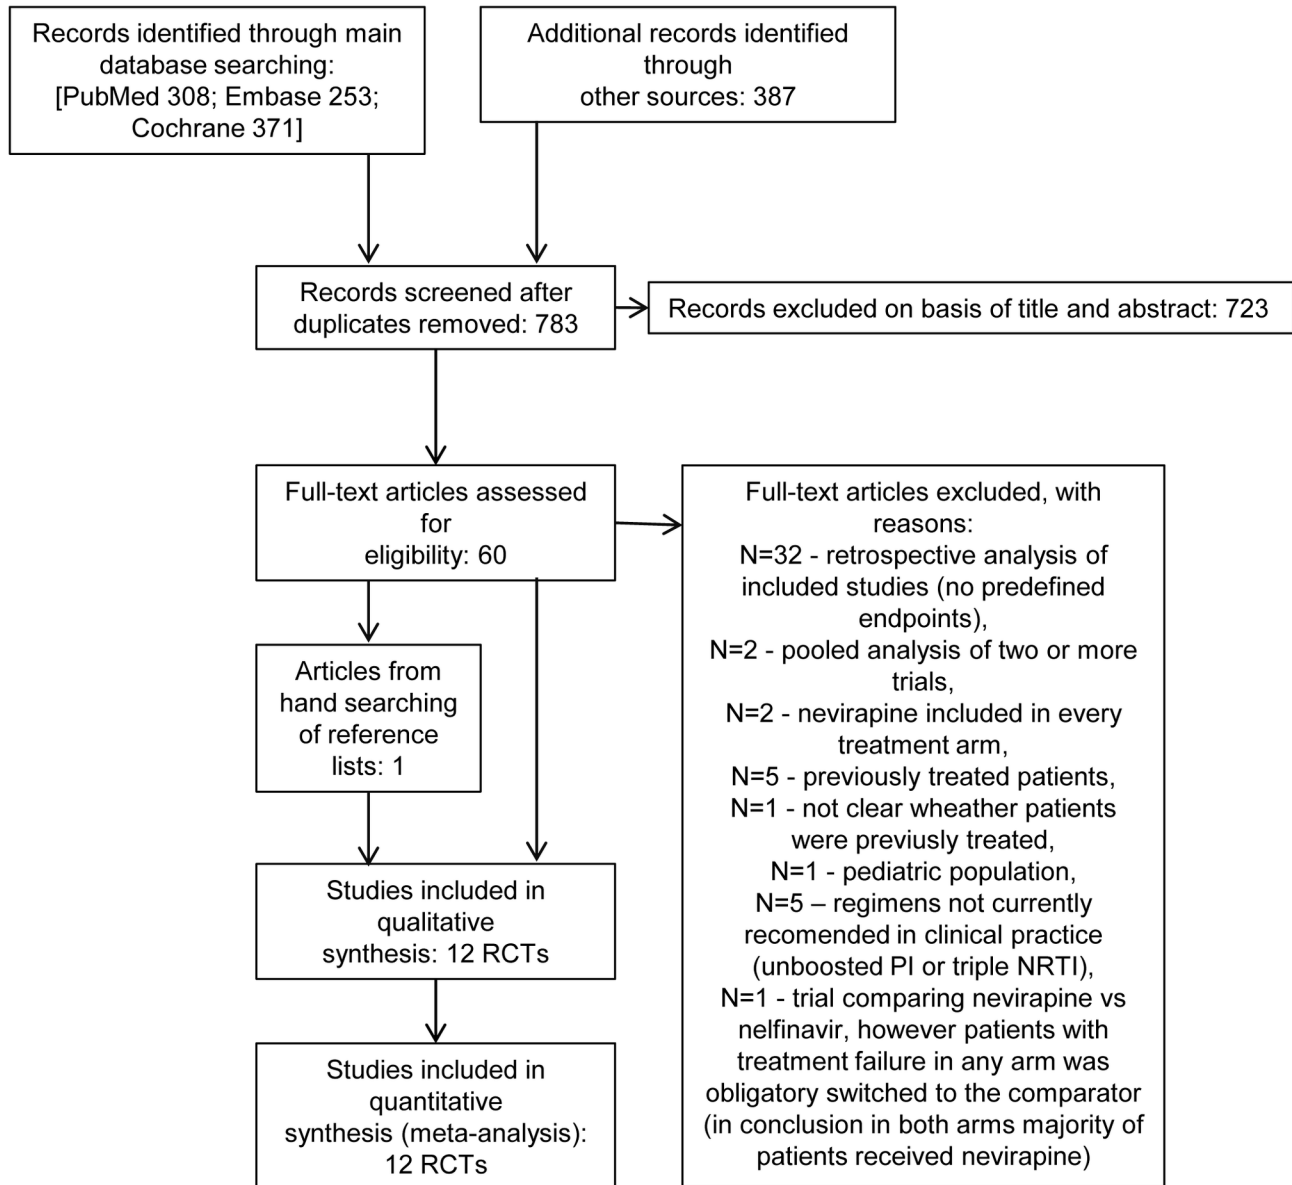 Records identified through main
database searching:
[PubMed 308; Embase 253;
Cochrane 371]
Additional records identified
through
other sources: 387
Records screened after
duplicates removed: 783
Records excluded on basis of title and abstract: 723
Full-text articles assessed
for
eligibility: 60
Full-text articles excluded, with
reasons:
N=32 - retrospective analysis of
included studies (no predefined
endpoints),
N=2 - pooled analysis of two or more
trials,
N=2 - nevirapine included in every
treatment arm,
N=5 - previously treated patients,
N=1 - not clear wheather patients
were previusly treated,
N=1 - pediatric population,
N=5 – regimens not currently
recomended in clinical practice
(unboosted PI or triple NRTI),
N=1 - trial comparing nevirapine vs
nelfinavir, however patients with
treatment failure in any arm was
obligatory switched to the comparator
(in conclusion in both arms majority of
patients received nevirapine)
Articles from
hand searching
of reference
lists: 1
Studies included in
qualitative
synthesis: 12 RCTs
Studies included in
quantitative
synthesis (meta-analysis):
12 RCTs